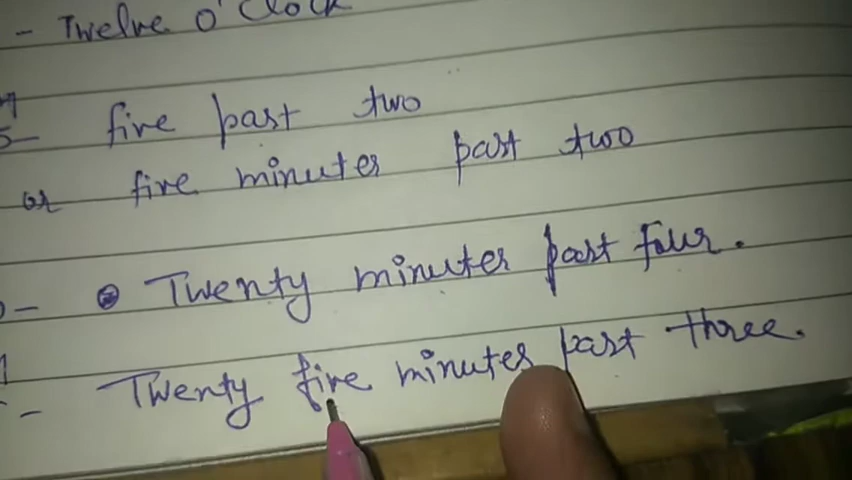 - Twelve o'Clock
5- five past two
or five minutes past two
- Twenty minutes past four.
- Twenty five minutes past three.